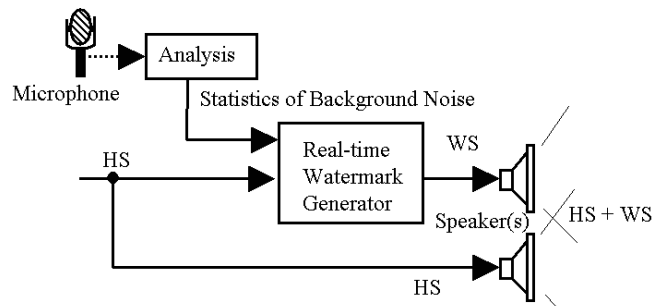 Analysis
Microphone
Statistics of Background Noise
HS
Real-time
Watermark
Generator
WS
Speaker(s)
HS + WS
HS